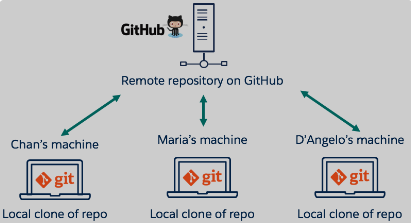 GitHub
Remote repository on GitHub
Chan's machine
Maria's machine
D'Angelo's machine
git
git
git
Local clone of repo
Local clone of repo
Local clone of repo